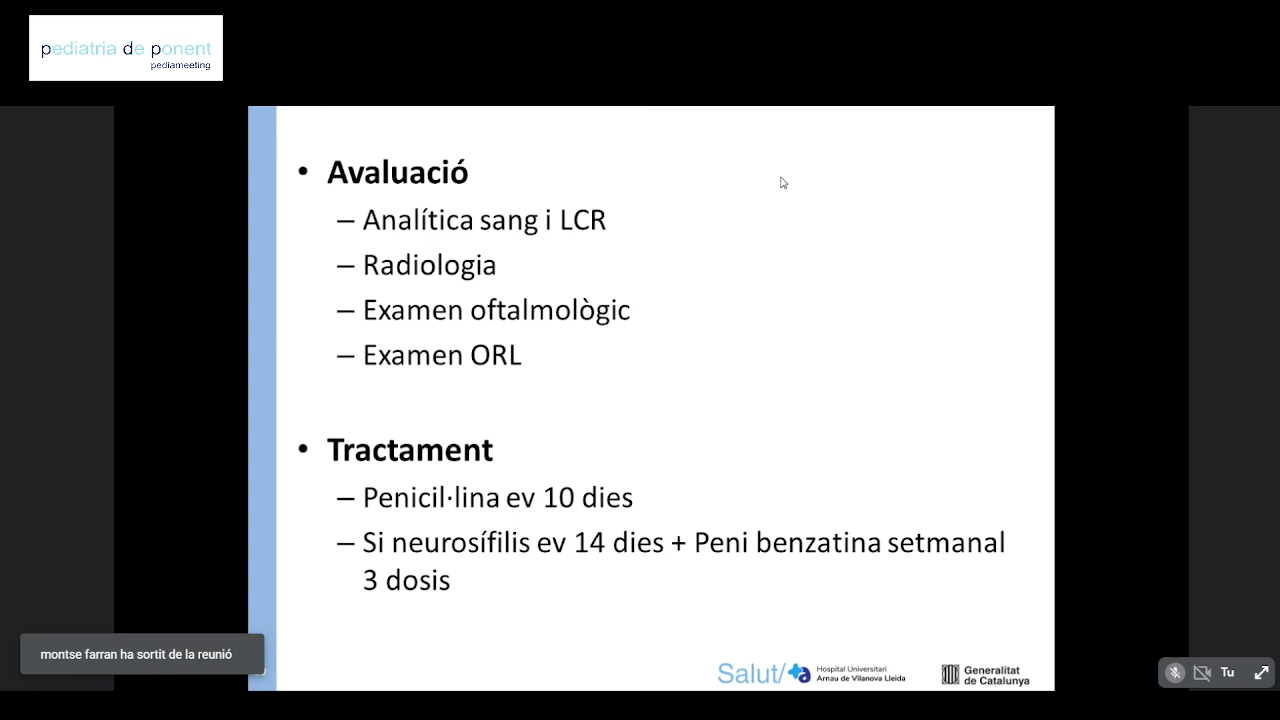 pediatria de ponent
pediameeting
• Avaluació
– Analítica sang i LCR
– Radiologia
– Examen oftalmològic
– Examen ORL
• Tractament
– Penicil·lina ev 10 dies
– Si neurosífilis ev 14 dies + Peni benzatina setmanal
3 dosis
montse farran ha sortit de la reunió
Salut/ Hospital Universitari
Arnau de Vilanova Lleida
Generalitat
de Catalunya
Tu